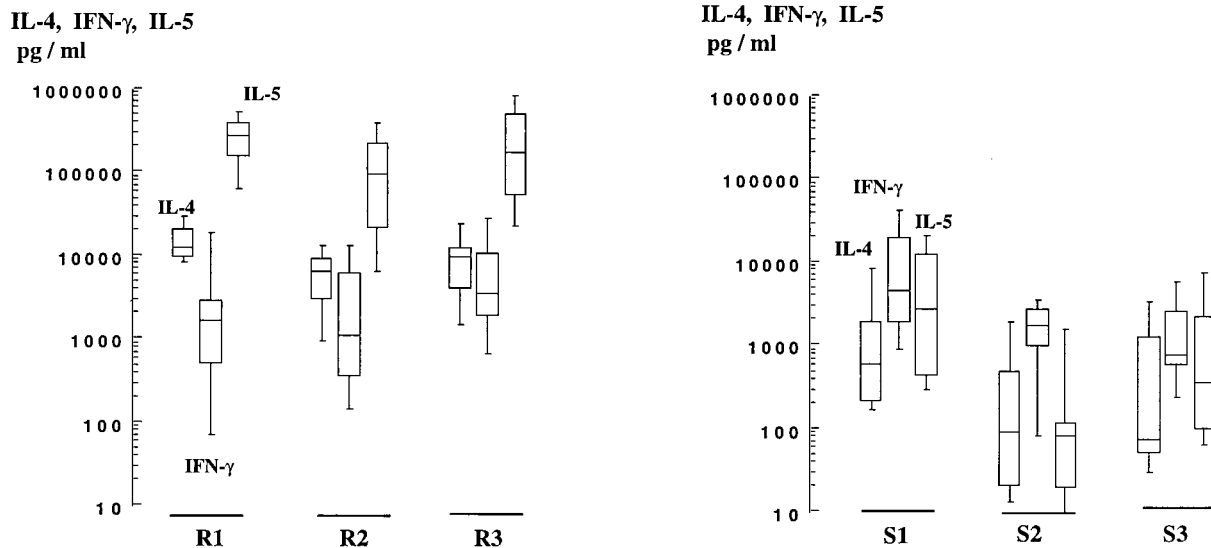 IL-4, IFN-γ, IL-5
pg / ml
1000000
IL-5
100000
IL-4
10000
1000
100
IFN-γ
10
R1 R2 R3
IL-4, IFN-γ, IL-5
pg / ml
1000000
100000
IFN-γ
IL-5
IL-4
10000
1000
100
10
S1 S2 S3